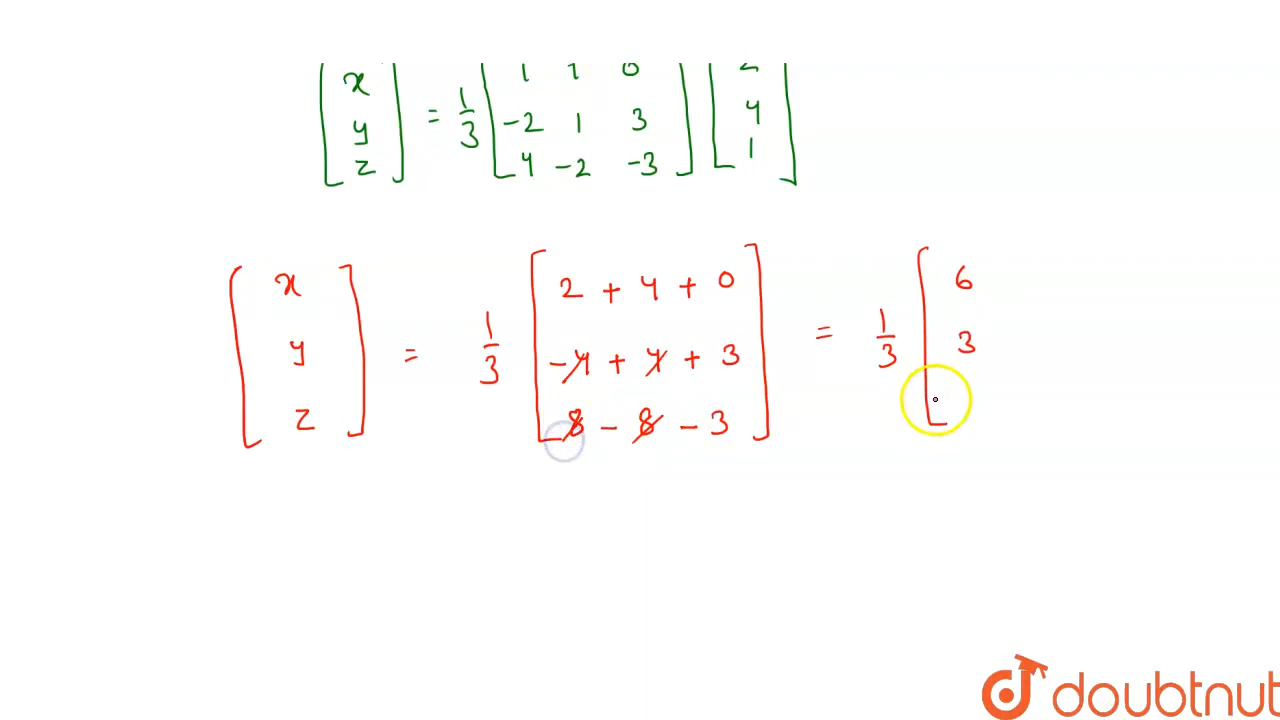 x 1 1 0 2
y = 1/3 -2 1 3 4
z 4 -2 -3 1
x 2 + 4 + 0 6
y = 1/3 -4 + 4 + 3 = 1/3 3
z 8 - 8 - 3
doubtnut